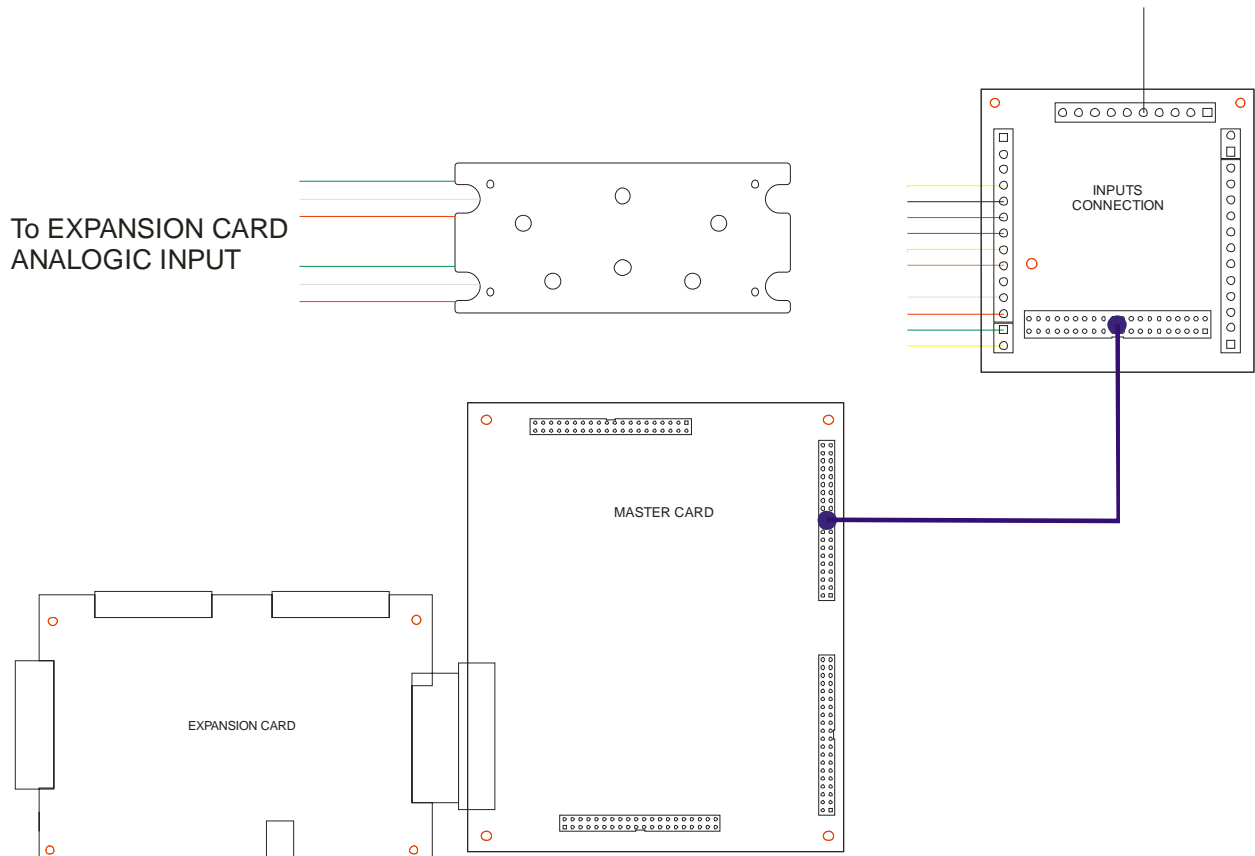 To EXPANSION CARD
ANALOGIC INPUT
INPUTS
CONNECTION
MASTER CARD
EXPANSION CARD